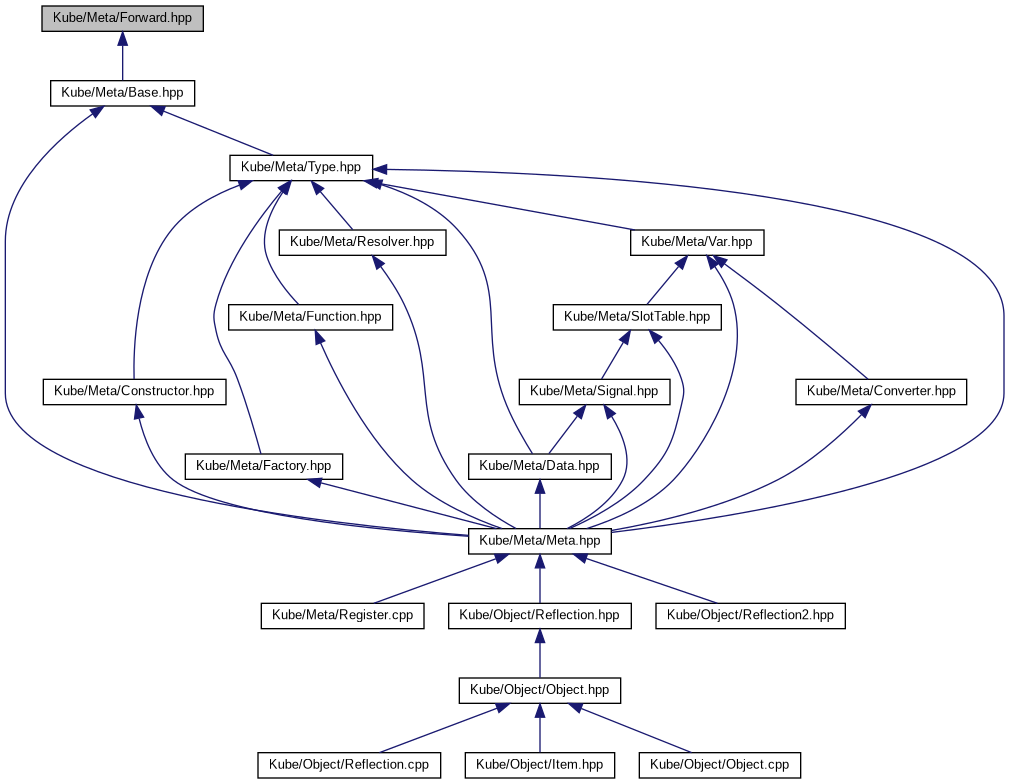 Kube/Meta/Forward.hpp
Kube/Meta/Base.hpp
Kube/Meta/Type.hpp
Kube/Meta/Resolver.hpp
Kube/Meta/Var.hpp
Kube/Meta/Function.hpp
Kube/Meta/SlotTable.hpp
Kube/Meta/Constructor.hpp
Kube/Meta/Signal.hpp
Kube/Meta/Converter.hpp
Kube/Meta/Factory.hpp
Kube/Meta/Data.hpp
Kube/Meta/Meta.hpp
Kube/Meta/Register.cpp
Kube/Object/Reflection.hpp
Kube/Object/Reflection2.hpp
Kube/Object/Object.hpp
Kube/Object/Reflection.cpp
Kube/Object/Item.hpp
Kube/Object/Object.cpp